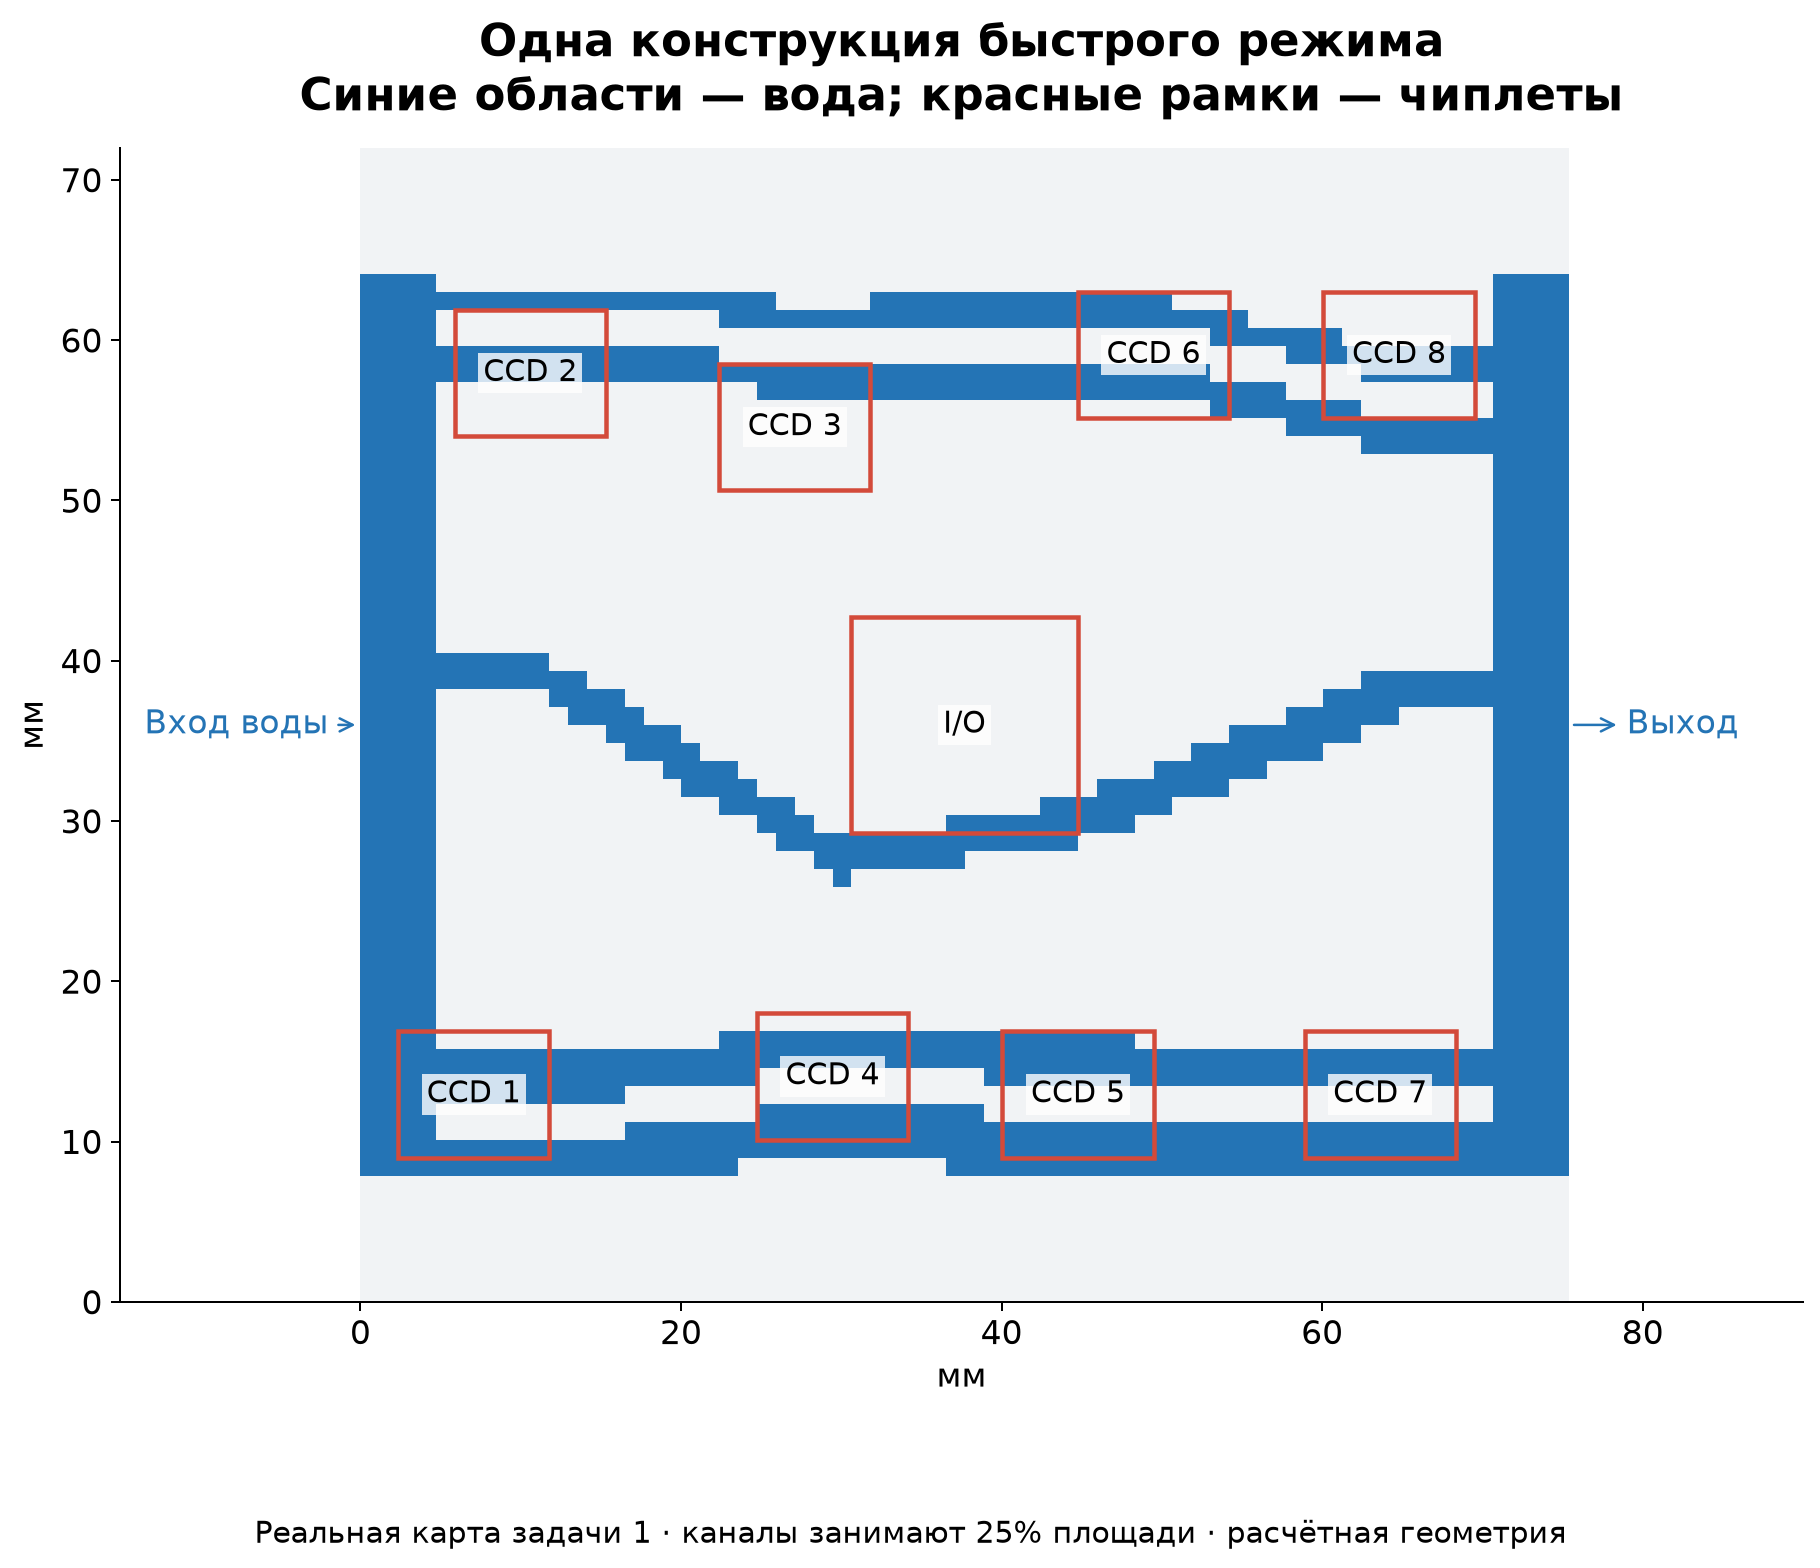 Одна конструкция быстрого режима
Синие области — вода; красные рамки — чиплеты
70
60
50
40
30
20
10
0
мм
CCD 2
CCD 3
CCD 6
CCD 8
I/O
Вход воды
Выход
CCD 1
CCD 4
CCD 5
CCD 7
0
20
40
60
80
мм
Реальная карта задачи 1 · каналы занимают 25% площади · расчётная геометрия